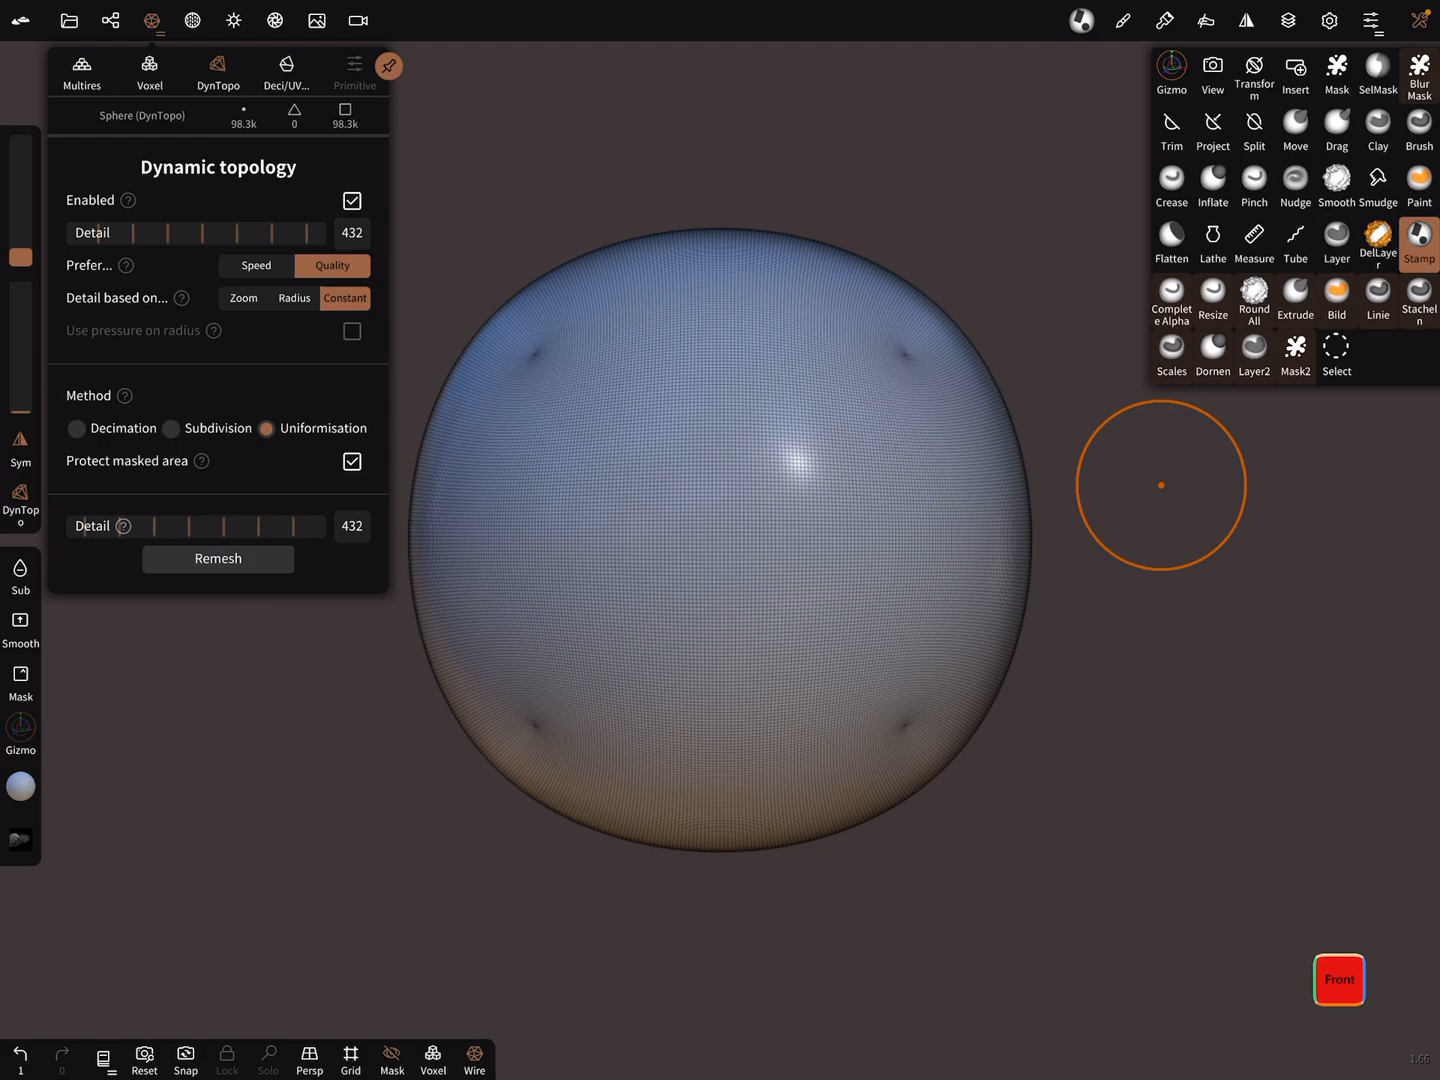 Multires
Voxel
DynTopo
Deci/UV...
Primitive
Sphere (DynTopo)
98.3k
0
98.3k
Dynamic topology
Enabled ?
Detail 432
Prefer... ? Speed Quality
Detail based on... ? Zoom Radius Constant
Use pressure on radius ?
Method ?
Decimation Subdivision Uniformisation
Protect masked area ?
Detail ? 432
Remesh
Sym
DynTop
o
Sub
Smooth
Mask
Gizmo
Gizmo
View
Transfor
m
Insert
Mask
SelMask
Blur
Mask
Trim
Project
Split
Move
Drag
Clay
Brush
Crease
Inflate
Pinch
Nudge
Smooth
Smudge
Paint
Flatten
Lathe
Measure
Tube
Layer
DelLaye
r
Stamp
Complet
e Alpha
Resize
Round
All
Extrude
Bild
Linie
Stachel
n
Scales
Dornen
Layer2
Mask2
Select
Front
1
0
Reset
Snap
Lock
Solo
Persp
Grid
Mask
Voxel
Wire
1.66